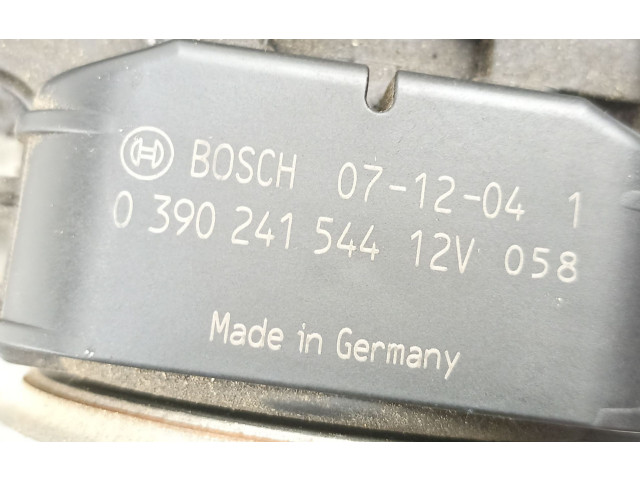 BOSCH 07-12-04 1
0 390 241 544 12V 058
Made in Germany